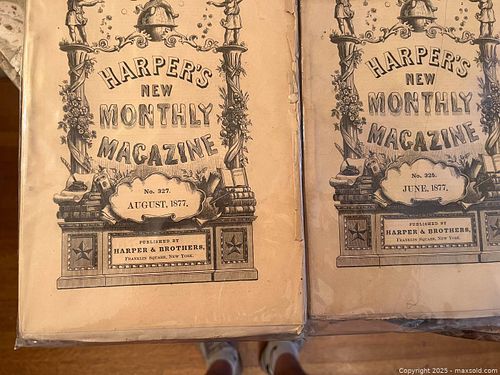 HARPER'S
NEW
MONTHLY
MAGAZINE
No. 327.
AUGUST, 1877.
PUBLISHED BY
HARPER & BROTHERS,
FRANKLIN SQUARE, NEW YORK.
HARPER'S
NEW
MONTHLY
MAGAZINE
No. 325.
JUNE, 1877.
PUBLISHED BY
HARPER & BROTHERS,
FRANKLIN SQUARE, NEW YORK.
Copyright 2025 - maxsold.com